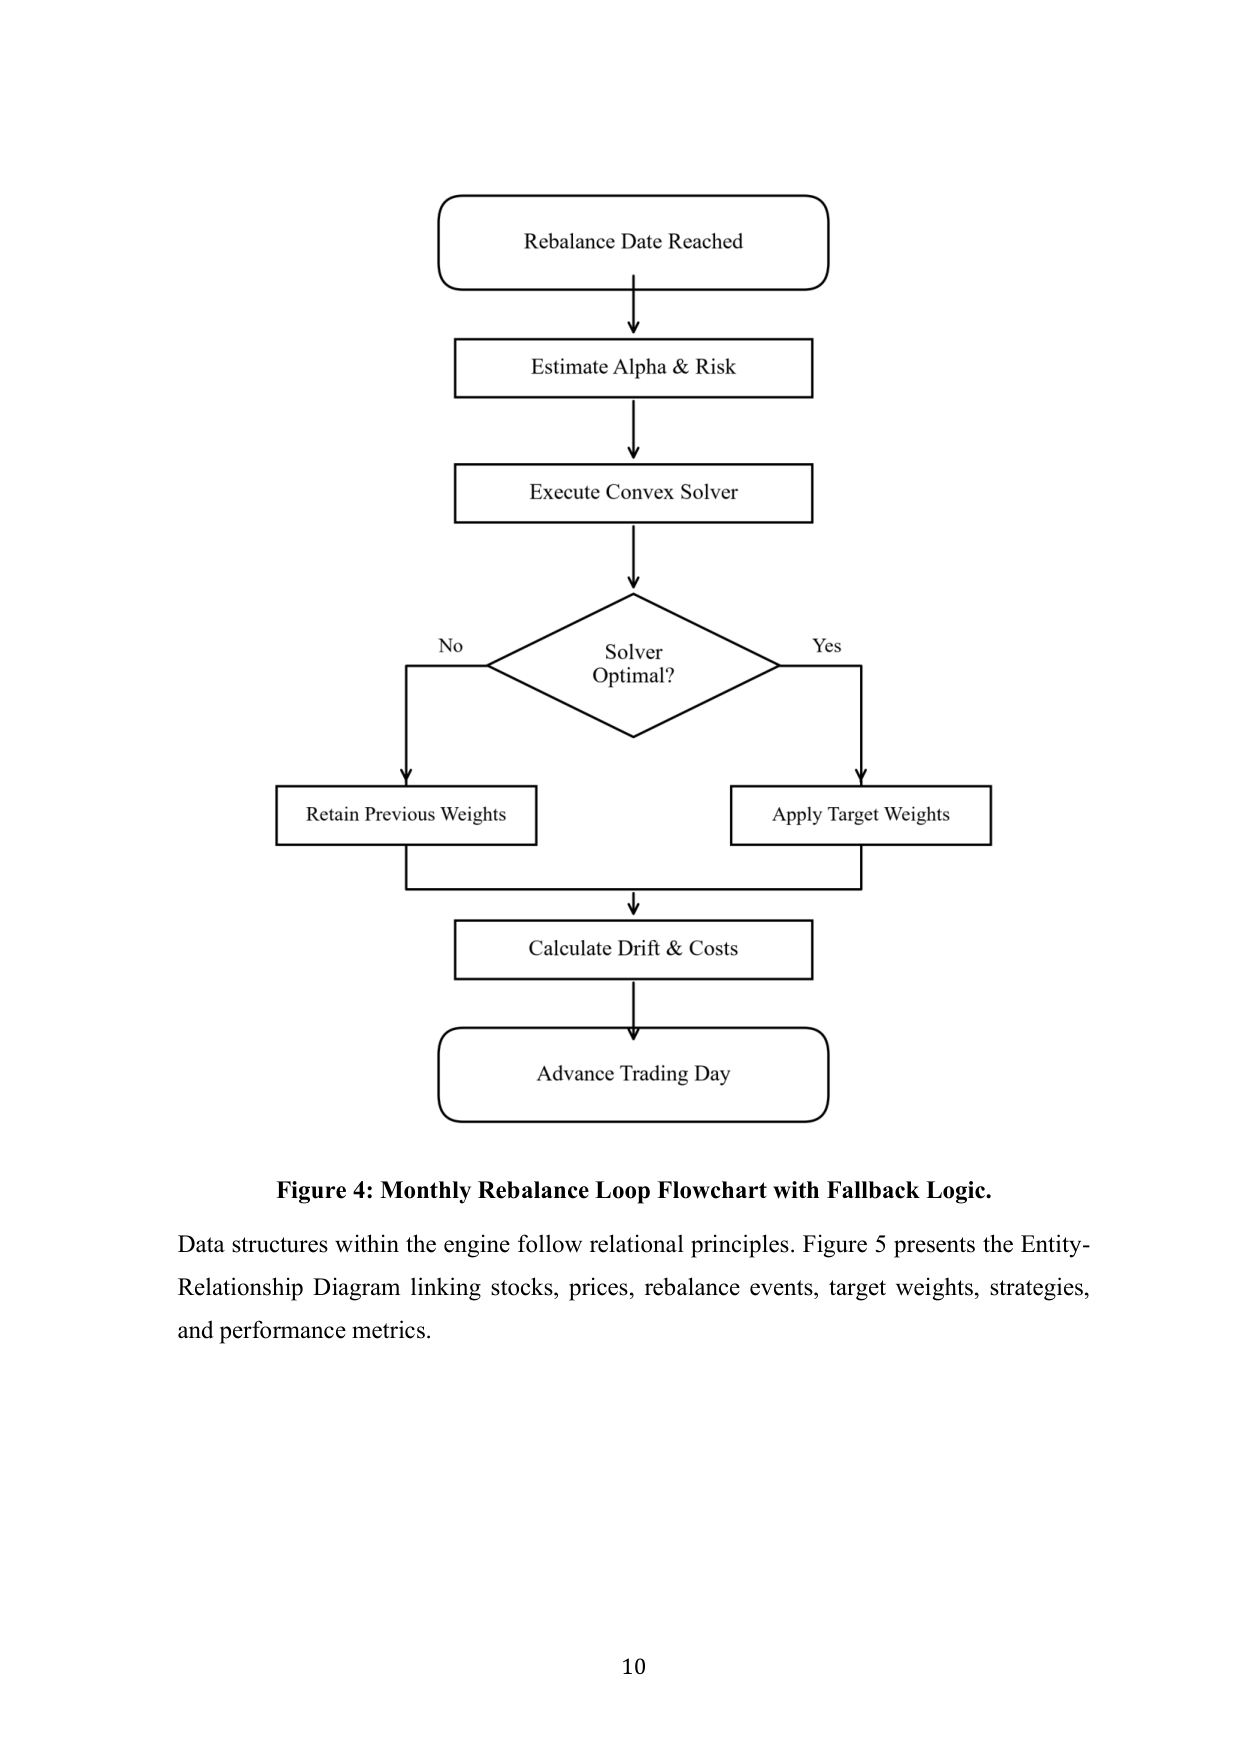 Rebalance Date Reached
Estimate Alpha & Risk
Execute Convex Solver
No
Solver
Optimal?
Yes
Retain Previous Weights
Apply Target Weights
Calculate Drift & Costs
Advance Trading Day
Figure 4: Monthly Rebalance Loop Flowchart with Fallback Logic.
Data structures within the engine follow relational principles. Figure 5 presents the Entity-
Relationship Diagram linking stocks, prices, rebalance events, target weights, strategies,
and performance metrics.
10